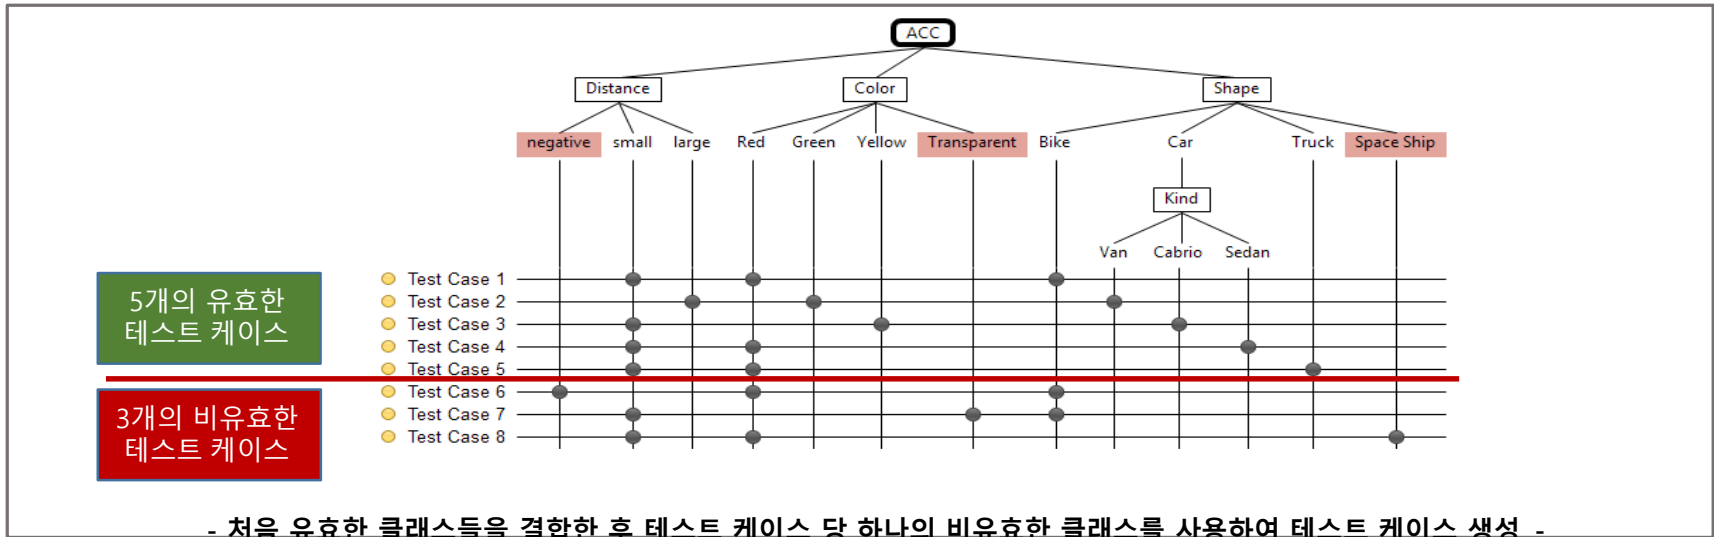 ACC
Distance Color Shape
negative small large Red Green Yellow Transparent Bike Car Truck Space Ship
Kind
Van Cabrio Sedan
5개의 유효한
테스트 케이스
Test Case 1
Test Case 2
Test Case 3
Test Case 4
Test Case 5
3개의 비유효한
테스트 케이스
Test Case 6
Test Case 7
Test Case 8
- 처음 유효한 클래스들을 결합한 후 테스트 케이스 당 하나의 비유효한 클래스를 사용하여 테스트 케이스 생성 -